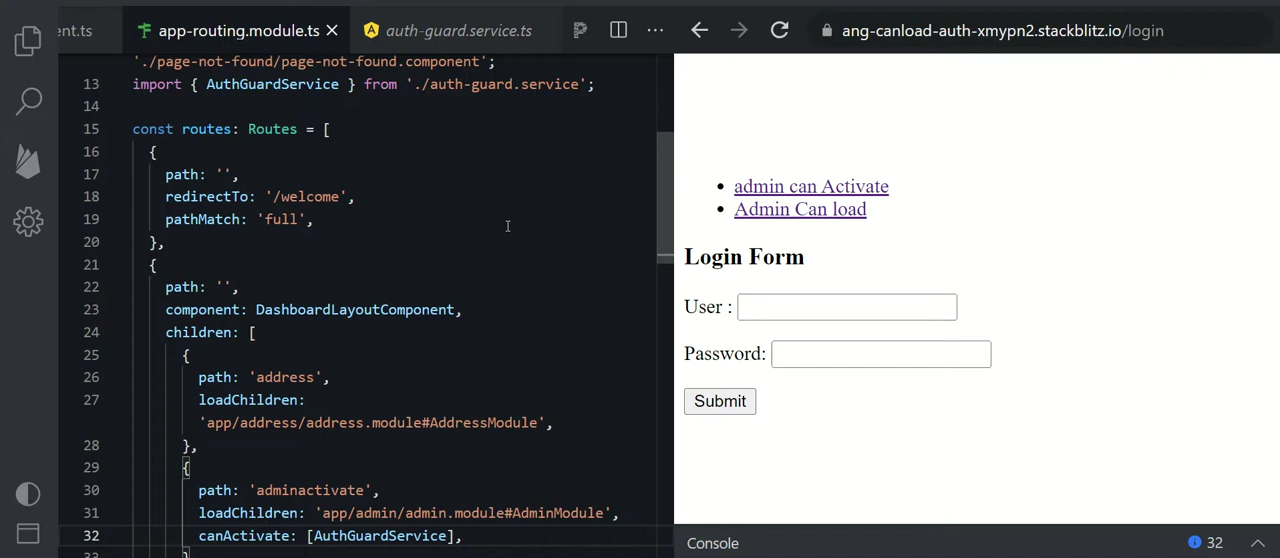 ent.ts
app-routing.module.ts
auth-guard.service.ts
ang-canload-auth-xmypn2.stackblitz.io/login
'./page-not-found/page-not-found.component';
13 import { AuthGuardService } from './auth-guard.service';
14
15 const routes: Routes = [
16 {
17 path: '',
18 redirectTo: '/welcome',
19 pathMatch: 'full',
20 },
21 {
22 path: '',
23 component: DashboardLayoutComponent,
24 children: [
25 {
26 path: 'address',
27 loadChildren:
'app/address/address.module#AddressModule',
28 },
29 {
30 path: 'adminactivate',
31 loadChildren: 'app/admin/admin.module#AdminModule',
32 canActivate: [AuthGuardService],
33 }
admin can Activate
Admin Can load
Login Form
User :
Password:
Submit
Console
32